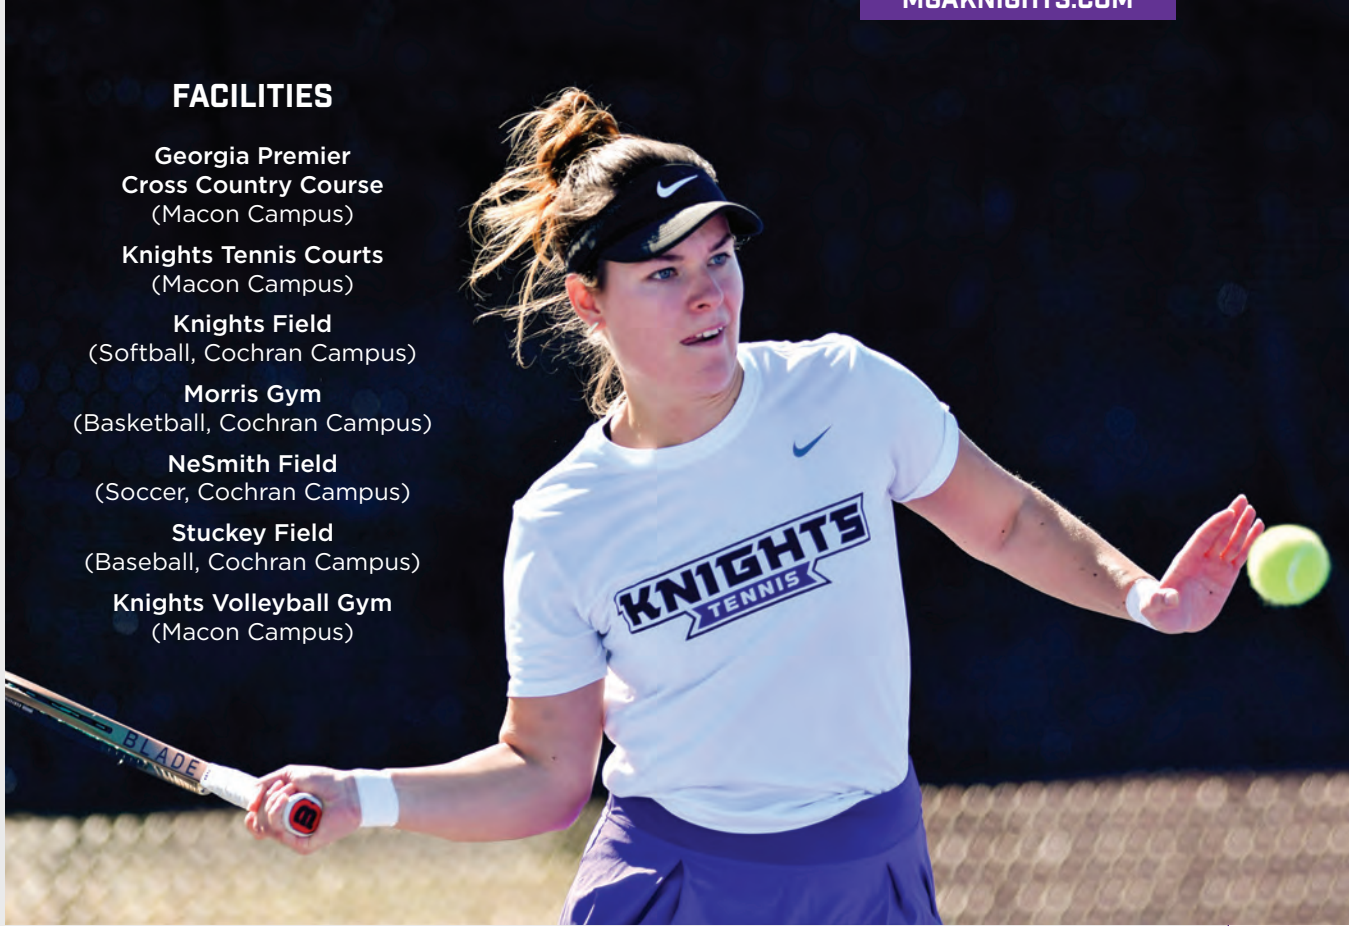 MGAKNIGHTS.COM
FACILITIES
Georgia Premier
Cross Country Course
(Macon Campus)
Knights Tennis Courts
(Macon Campus)
Knights Field
(Softball, Cochran Campus)
Morris Gym
(Basketball, Cochran Campus)
NeSmith Field
(Soccer, Cochran Campus)
Stuckey Field
(Baseball, Cochran Campus)
Knights Volleyball Gym
(Macon Campus)
KNIGHTS
TENNIS
BLADE